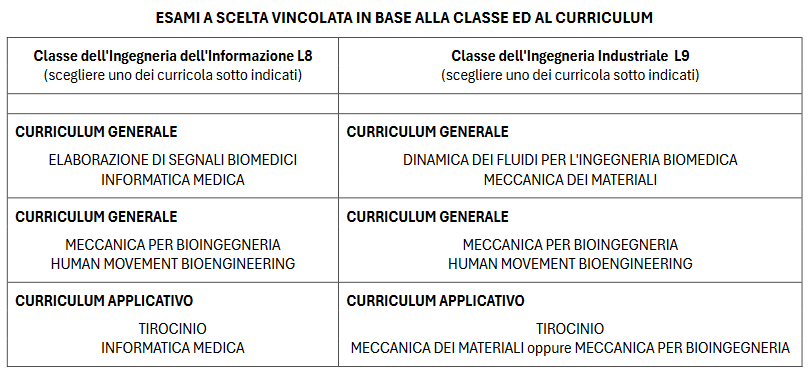 ESAMI A SCELTA VINCOLATA IN BASE ALLA CLASSE ED AL CURRICULUM
Classe dell'Ingegneria dell'Informazione L8
(scegliere uno dei curricola sotto indicati)
Classe dell'Ingegneria Industriale L9
(scegliere uno dei curricola sotto indicati)
CURRICULUM GENERALE
ELABORAZIONE DI SEGNALI BIOMEDICI
INFORMATICA MEDICA
CURRICULUM GENERALE
DINAMICA DEI FLUIDI PER L'INGEGNERIA BIOMEDICA
MECCANICA DEI MATERIALI
CURRICULUM GENERALE
MECCANICA PER BIOINGEGNERIA
HUMAN MOVEMENT BIOENGINEERING
CURRICULUM GENERALE
MECCANICA PER BIOINGEGNERIA
HUMAN MOVEMENT BIOENGINEERING
CURRICULUM APPLICATIVO
TIROCINIO
INFORMATICA MEDICA
CURRICULUM APPLICATIVO
TIROCINIO
MECCANICA DEI MATERIALI oppure MECCANICA PER BIOINGEGNERIA